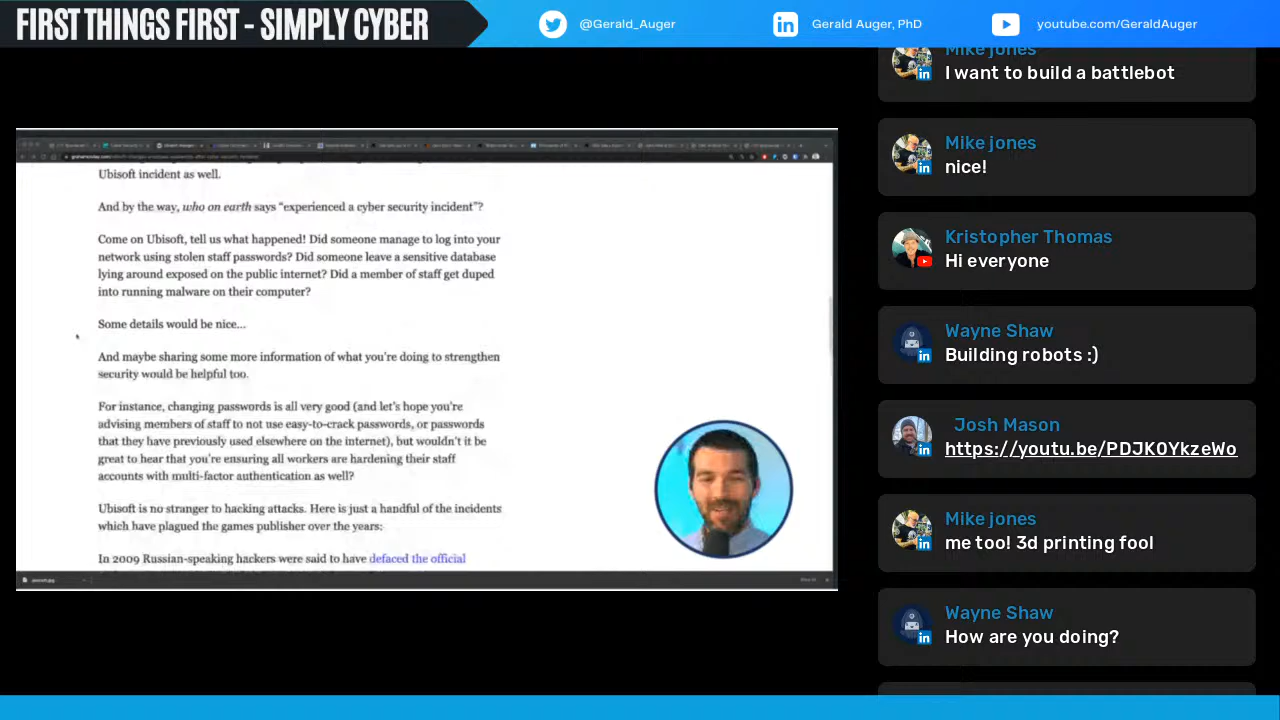 FIRST THINGS FIRST - SIMPLY CYBER
@Gerald_Auger
Gerald Auger, PhD
youtube.com/GeraldAuger
Ubisoft incident as well.
And by the way, who on earth says “experienced a cyber security incident”?
Come on Ubisoft, tell us what happened! Did someone manage to log into your
network using stolen staff passwords? Did someone leave a sensitive database
lying around exposed on the public internet? Did a member of staff get duped
into running malware on their computer?
Some details would be nice…
And maybe sharing some more information of what you’re doing to strengthen
security would be helpful too.
For instance, changing passwords is all very good (and let’s hope you’re
advising members of staff to not use easy-to-crack passwords, or passwords
that they have previously used elsewhere on the internet), but wouldn’t it be
great to hear that you’re ensuring all workers are hardening their staff
accounts with multi-factor authentication as well?
Ubisoft is no stranger to hacking attacks. Here is just a handful of the incidents
which have plagued the games publisher over the years:
In 2009 Russian-speaking hackers were said to have defaced the official
Mike jones
I want to build a battlebot
Mike jones
nice!
Kristopher Thomas
Hi everyone
Wayne Shaw
Building robots :)
Josh Mason
https://youtu.be/PDJK0YkzeWo
Mike jones
me too! 3d printing fool
Wayne Shaw
How are you doing?